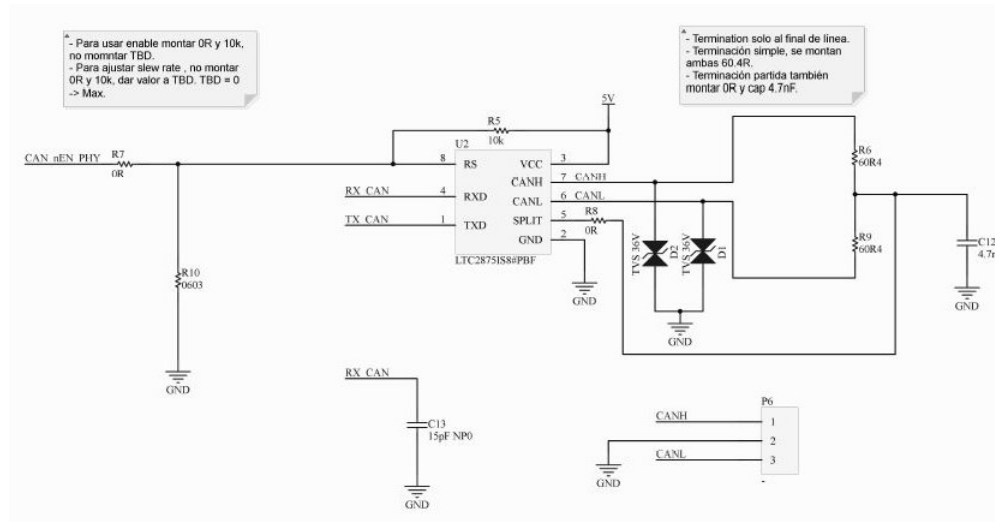 - Para usar enable montar 0R y 10k,
no momntar TBD.
- Para ajustar slew rate , no montar
0R y 10k, dar valor a TBD. TBD = 0
-> Max.
- Termination solo al final de línea.
- Terminación simple, se montan
ambas 60.4R.
- Terminación partida también
montar 0R y cap 4.7nF.
5V
R5
10k
U2
CAN_nEN_PHY
R7
0R
8
RS
VCC
3
CANH
7
CANH
RX_CAN
4
RXD
CANL
6
CANL
TX_CAN
1
TXD
SPLIT
5
R8
0R
GND
2
LTC2875IS8#PBF
GND
R6
60R4
R9
60R4
TVS 36V
D2
TVS 36V
D1
GND
C12
4.7n
GND
R10
0603
GND
RX_CAN
C13
15pF NP0
GND
P6
CANH
1
2
CANL
3
GND
-